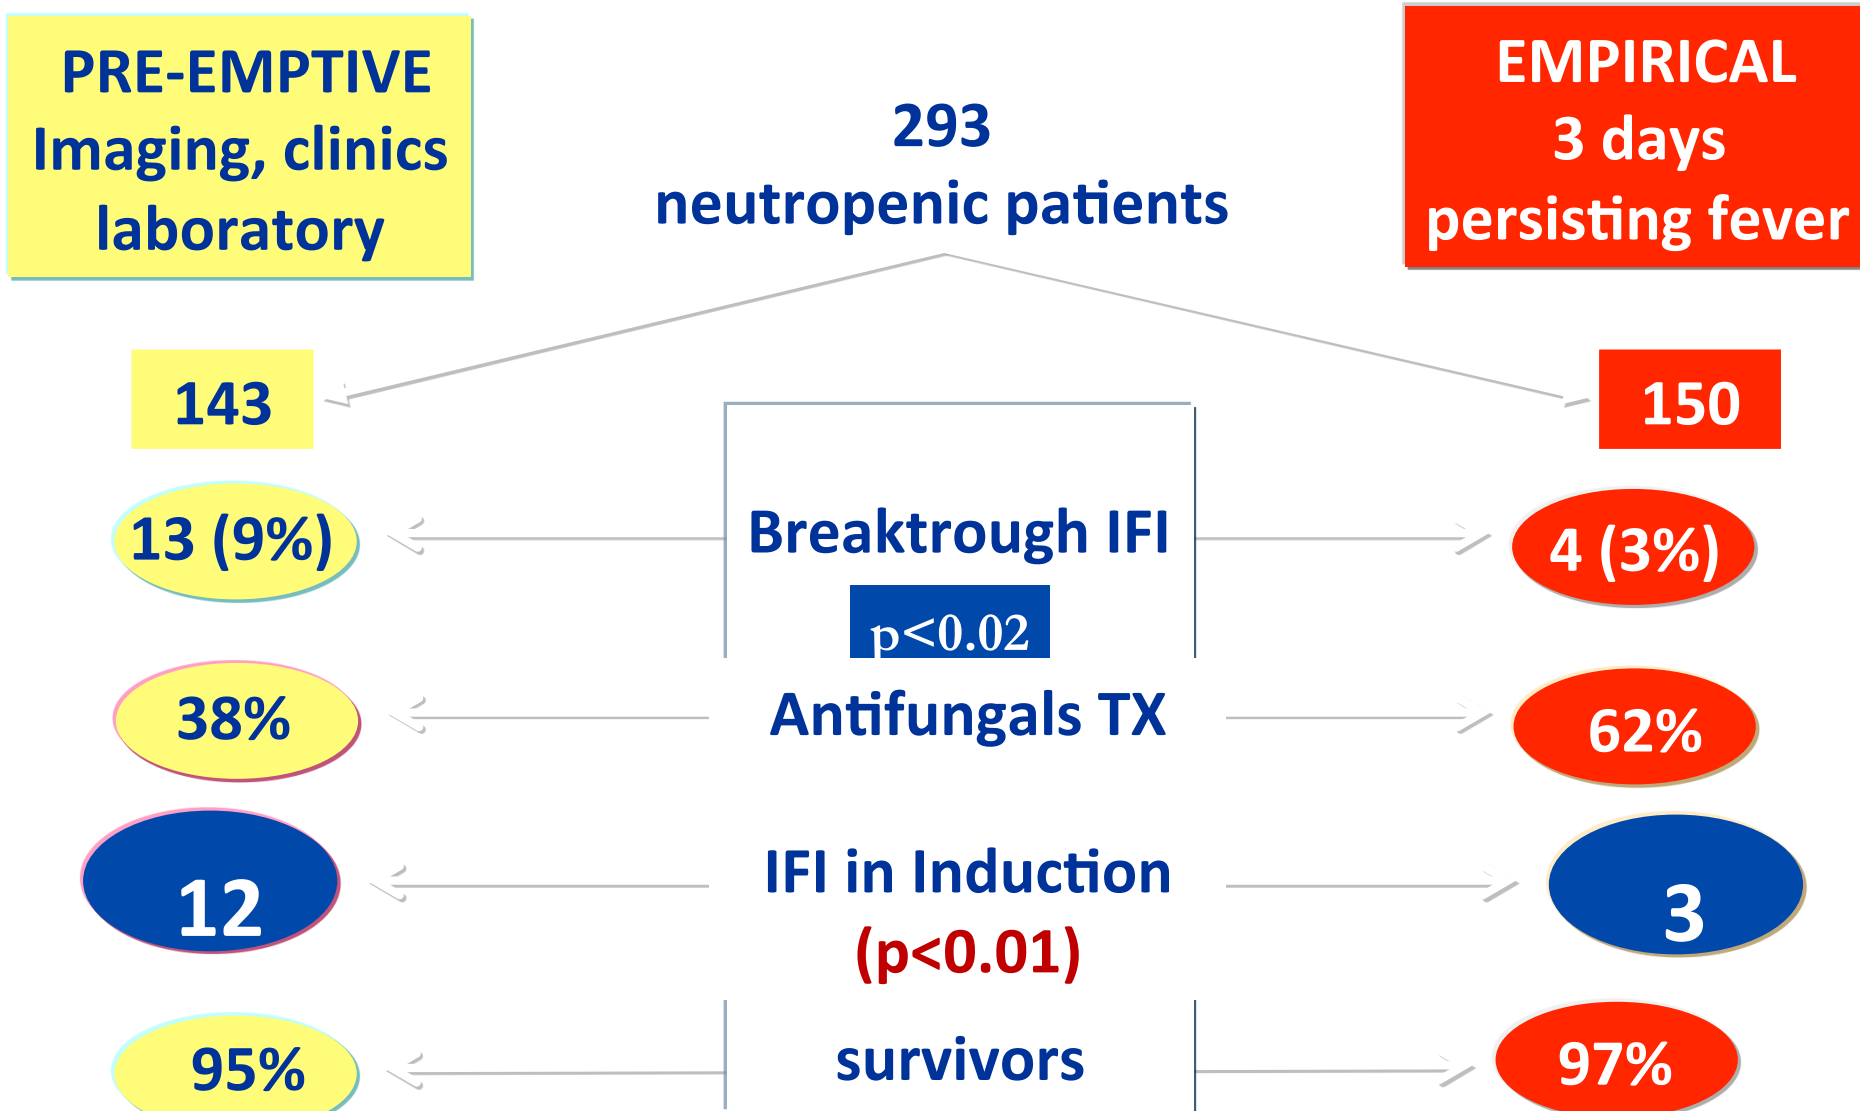 PRE-EMPTIVE
Imaging, clinics
laboratory
293
neutropenic patients
EMPIRICAL
3 days
persisting fever
143
150
13 (9%)
Breaktrough IFI
4 (3%)
p<0.02
38%
Antifungals TX
62%
12
IFI in Induction
3
(p<0.01)
95%
survivors
97%